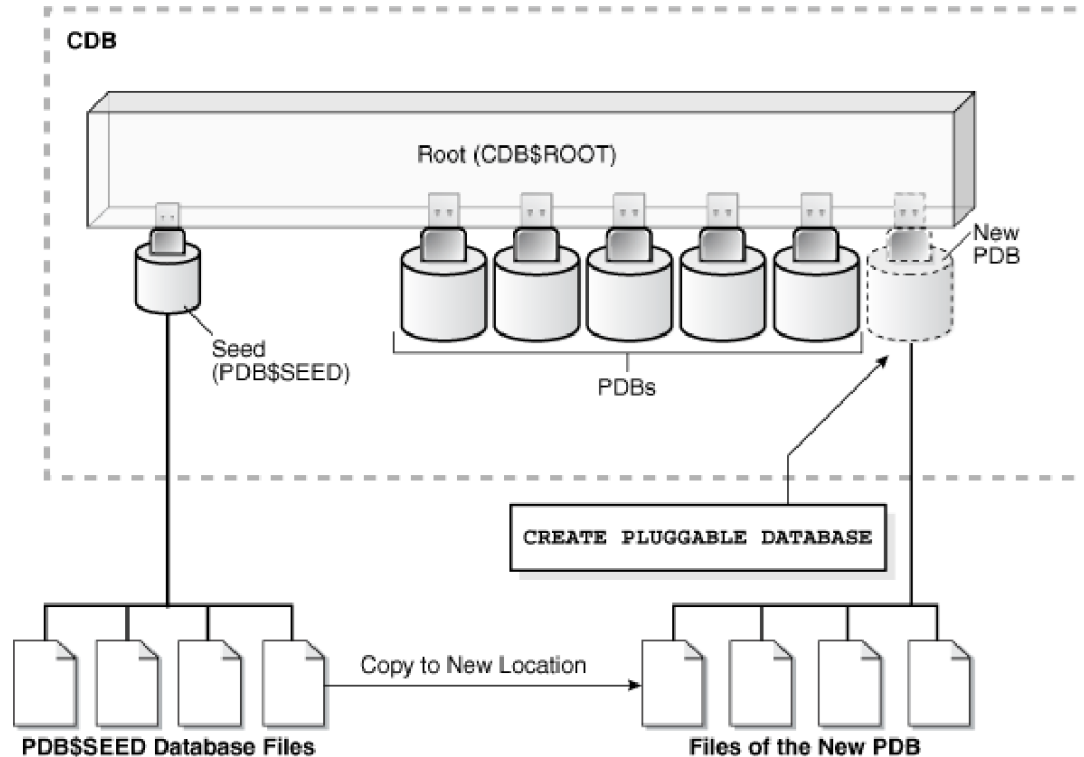 CDB
Root (CDB$ROOT)
New
PDB
Seed
(PDB$SEED)
PDBs
CREATE PLUGGABLE DATABASE
Copy to New Location
PDB$SEED Database Files
Files of the New PDB